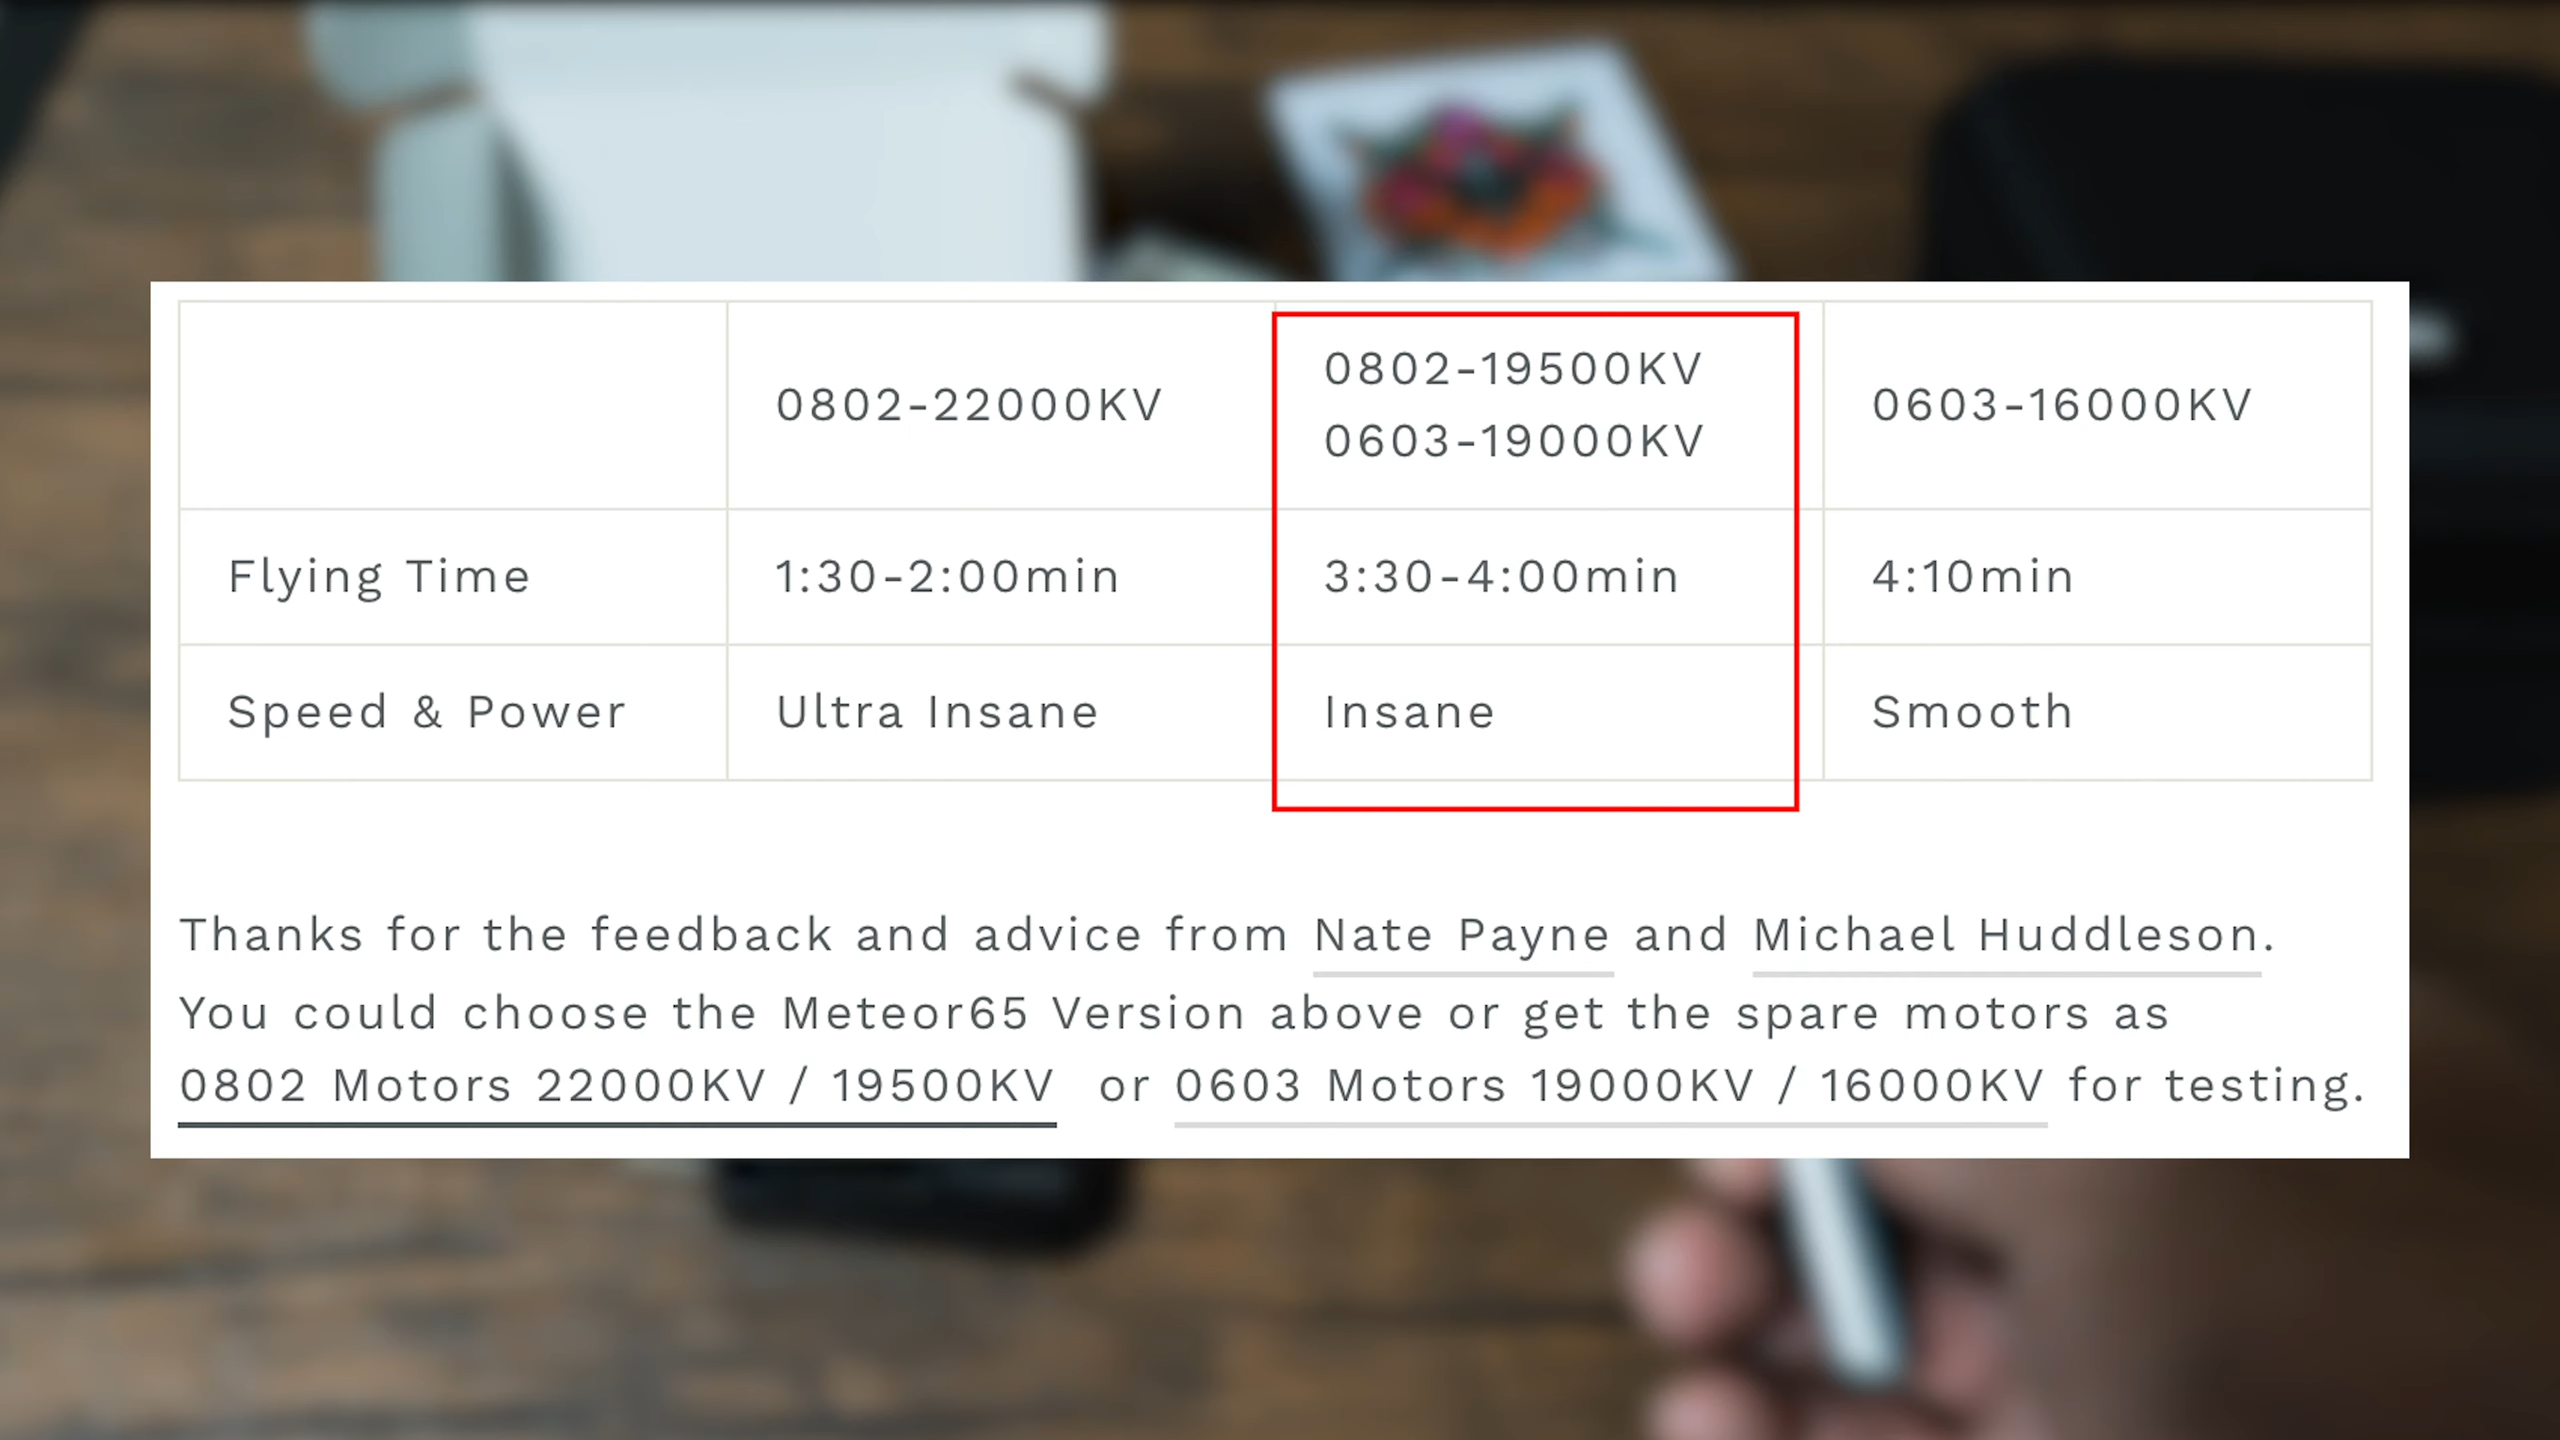 0802-22000KV
0802-19500KV
0603-19000KV
0603-16000KV
Flying Time 1:30-2:00min 3:30-4:00min 4:10min
Speed & Power Ultra Insane Insane Smooth
Thanks for the feedback and advice from Nate Payne and Michael Huddleson.
You could choose the Meteor65 Version above or get the spare motors as
0802 Motors 22000KV / 19500KV or 0603 Motors 19000KV / 16000KV for testing.